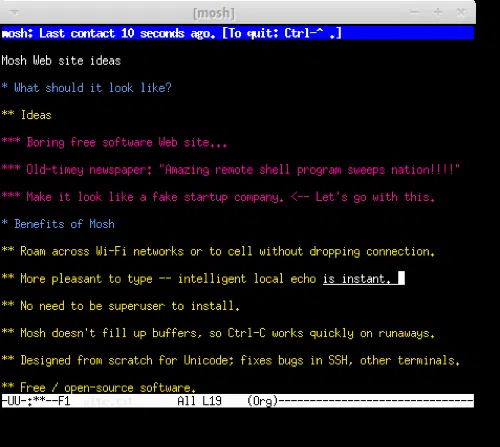 [mosh]
mosh: Last contact 10 seconds ago. [To quit: Ctrl-^ .]
Mosh Web site ideas
* What should it look like?
** Ideas
*** Boring free software Web site...
*** Old-timey newspaper: "Amazing remote shell program sweeps nation!!!!"
*** Make it look like a fake startup company. <-- Let's go with this.
* Benefits of Mosh
** Roam across Wi-Fi networks or to cell without dropping connection.
** More pleasant to type -- intelligent local echo is instant.
** No need to be superuser to install.
** Mosh doesn't fill up buffers, so Ctrl-C works quickly on runaways.
** Designed from scratch for Unicode; fixes bugs in SSH, other terminals.
** Free / open-source software.
-UU-:**--F1 All L19 (Org)-------------------------------